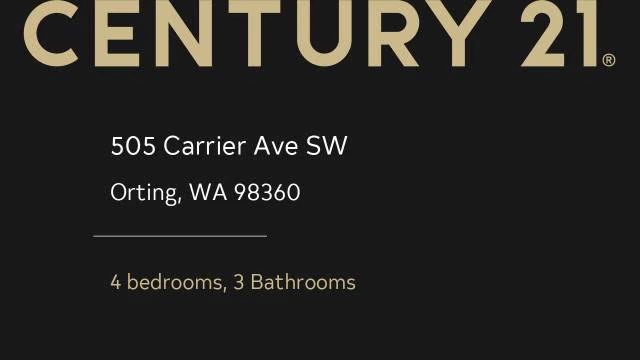 CENTURY 21®
505 Carrier Ave SW
Orting, WA 98360
4 bedrooms, 3 Bathrooms